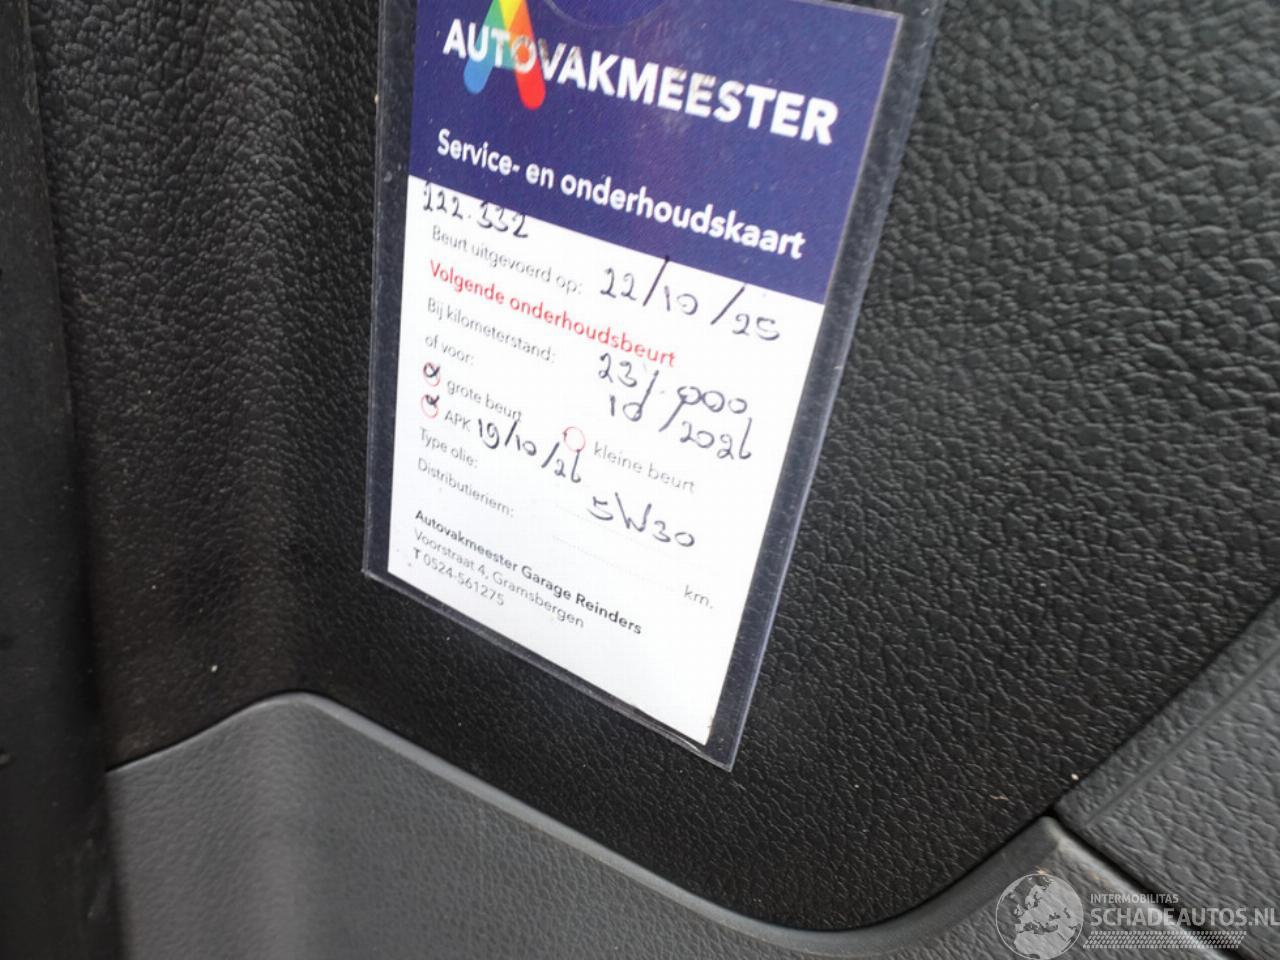 AUTOVAKMEESTER
Service- en onderhoudskaart
222.332
Beurt uitgevoerd op: 22/10/25
Volgende onderhoudsbeurt
Bij kilometerstand: 237.000
of voor: 10/2026
grote beurt kleine beurt
APK 19/10/26
Type olie: 5W30
Distributieriem: km.
Autovakmeester Garage Reinders
Voorstraat 4, Gramsbergen
T 0524-561275
INTERMOBILITAS
SCHADEAUTOS.NL